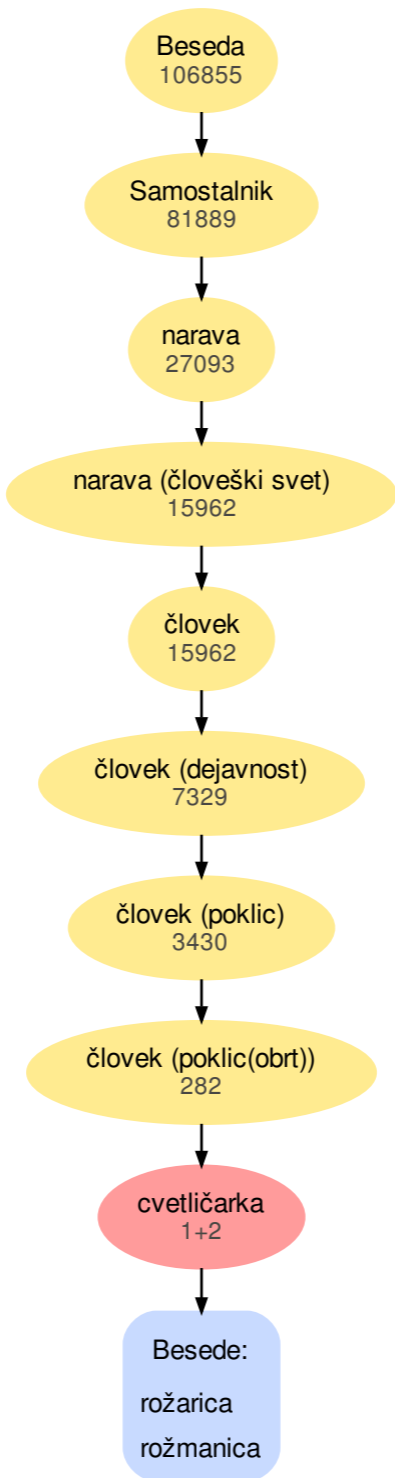 Beseda
106855
Samostalnik
81889
narava
27093
narava (človeški svet)
15962
človek
15962
človek (dejavnost)
7329
človek (poklic)
3430
človek (poklic(obrt))
282
cvetličarka
1+2
Besede:
rožarica
rožmanica